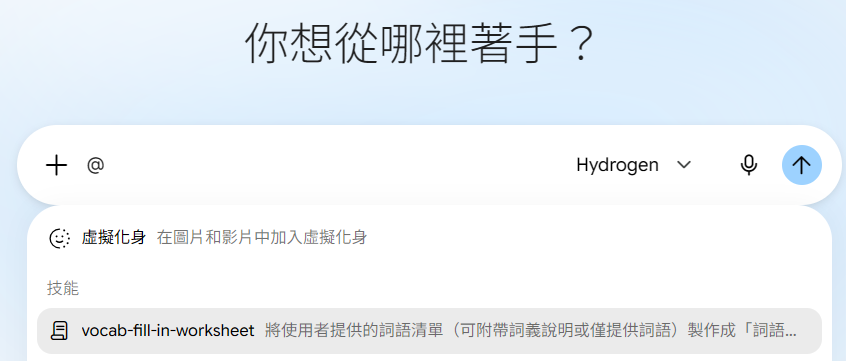 你想從哪裡著手？
@ Hydrogen
虛擬化身 在圖片和影片中加入虛擬化身
技能
vocab-fill-in-worksheet 將使用者提供的詞語清單（可附帶詞義說明或僅提供詞語）製作成「詞語...